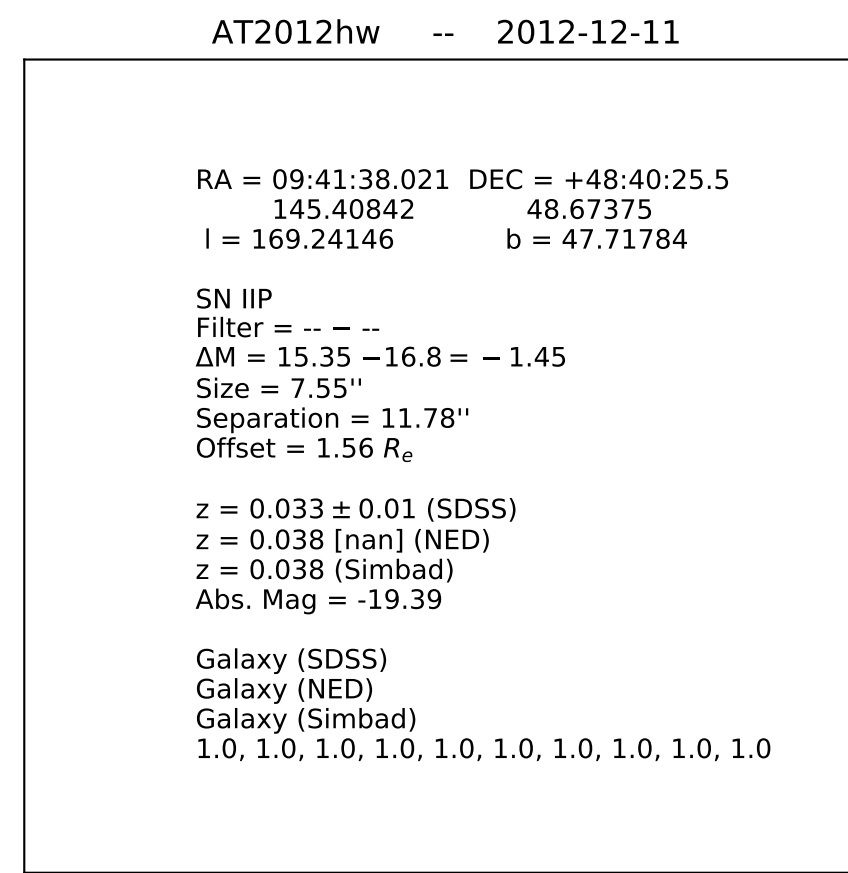 AT2012hw -- 2012-12-11
RA = 09:41:38.021 DEC = +48:40:25.5
145.40842 48.67375
l = 169.24146 b = 47.71784
SN IIP
Filter = -- − --
ΔM = 15.35 −16.8 = − 1.45
Size = 7.55''
Separation = 11.78''
Offset = 1.56 Rₑ
z = 0.033 ± 0.01 (SDSS)
z = 0.038 [nan] (NED)
z = 0.038 (Simbad)
Abs. Mag = -19.39
Galaxy (SDSS)
Galaxy (NED)
Galaxy (Simbad)
1.0, 1.0, 1.0, 1.0, 1.0, 1.0, 1.0, 1.0, 1.0, 1.0